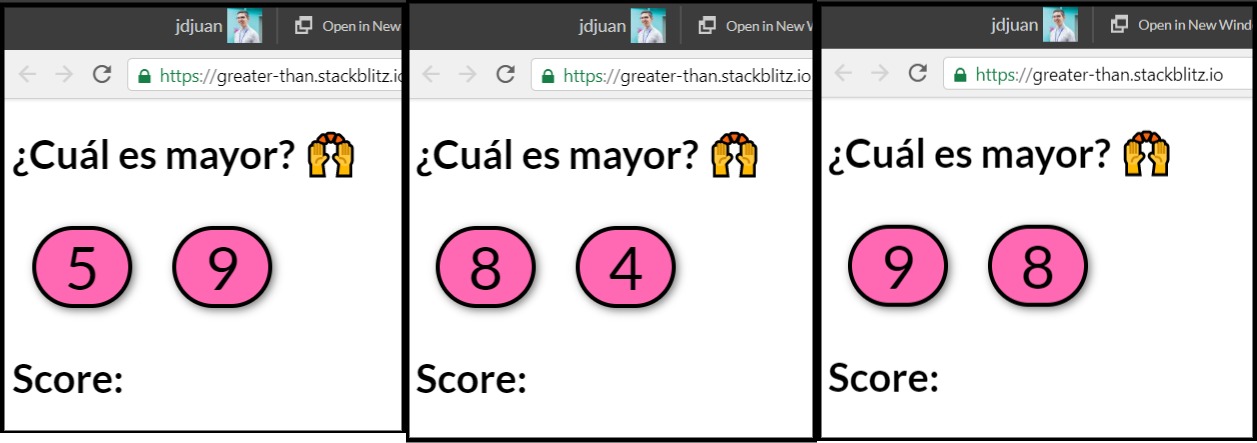 jdjuan Open in New
https://greater-than.stackblitz.io
¿Cuál es mayor? 🙌
5 9
Score:
jdjuan Open in New W
https://greater-than.stackblitz.io
¿Cuál es mayor? 🙌
8 4
Score:
jdjuan Open in New Wind
https://greater-than.stackblitz.io
¿Cuál es mayor? 🙌
9 8
Score: